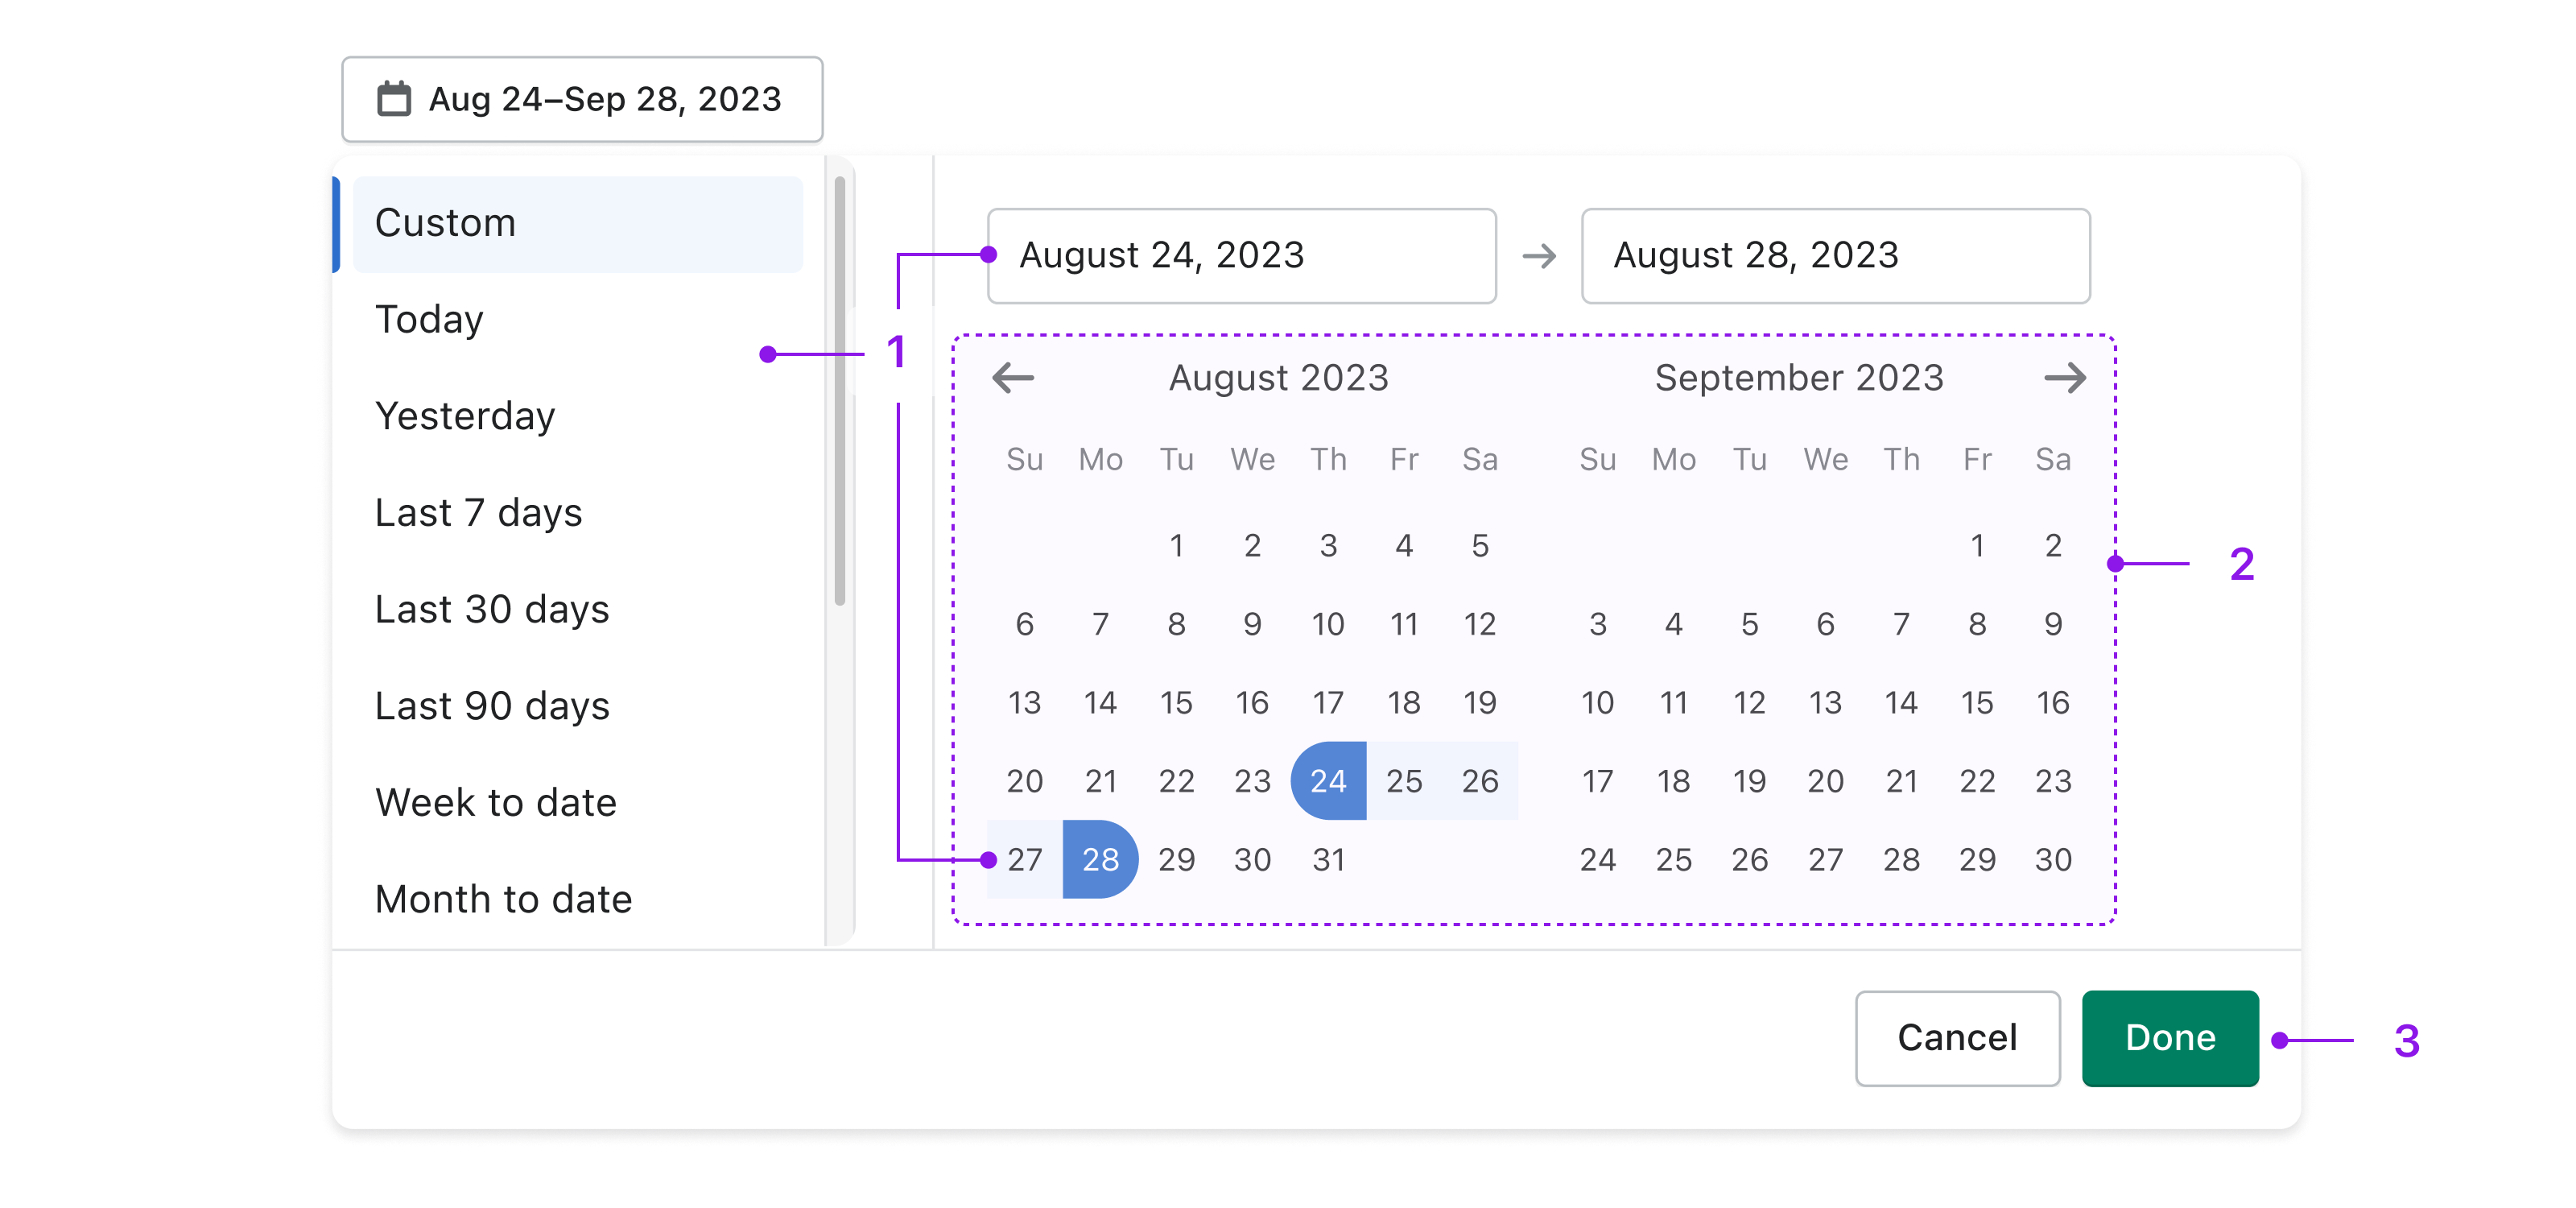 Aug 24–Sep 28, 2023
Custom
Today
Yesterday
Last 7 days
Last 30 days
Last 90 days
Week to date
Month to date
1
August 24, 2023 → August 28, 2023
← August 2023
Su Mo Tu We Th Fr Sa
1 2 3 4 5
6 7 8 9 10 11 12
13 14 15 16 17 18 19
20 21 22 23 24 25 26
27 28 29 30 31
September 2023 →
Su Mo Tu We Th Fr Sa
1 2
3 4 5 6 7 8 9
10 11 12 13 14 15 16
17 18 19 20 21 22 23
24 25 26 27 28 29 30
2
Cancel
Done
3